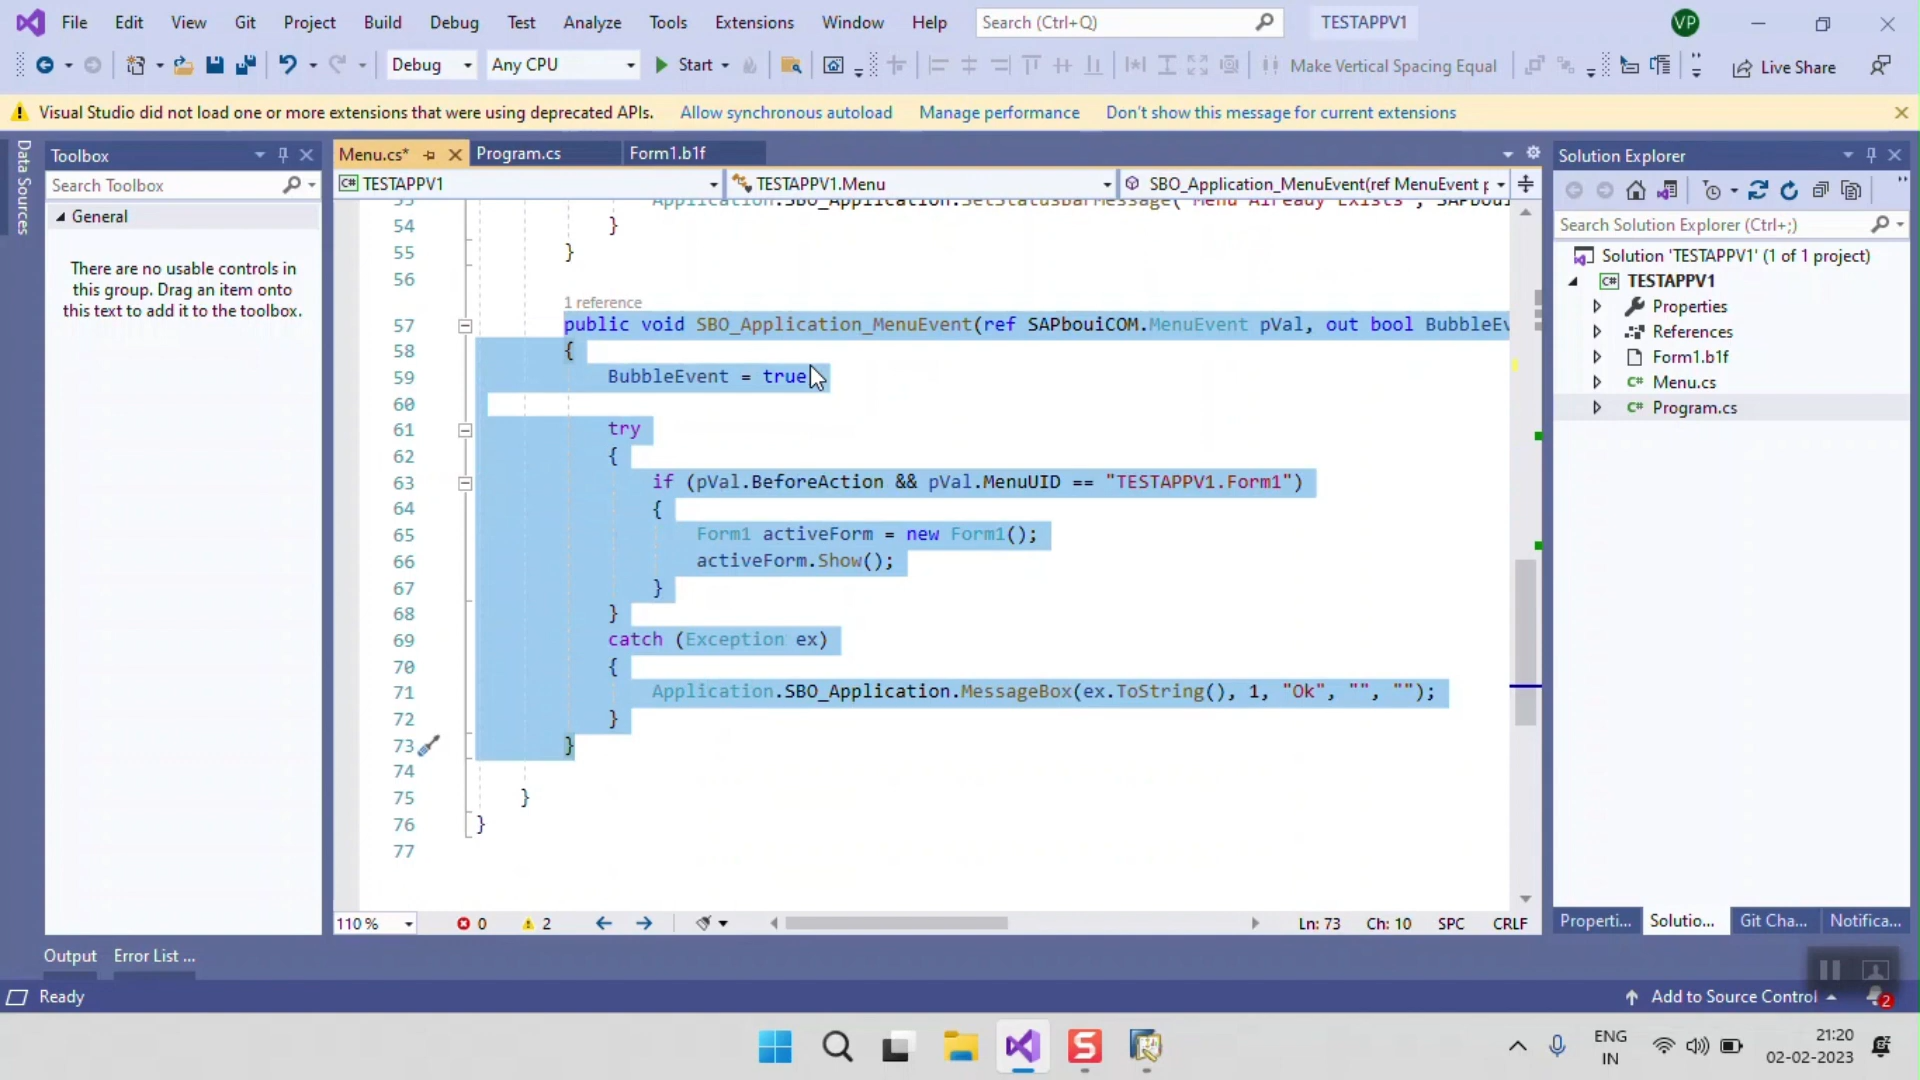 File Edit View Git Project Build Debug Test Analyze Tools Extensions Window Help Search (Ctrl+Q) TESTAPPV1 VP
Debug Any CPU Start Make Vertical Spacing Equal Live Share
Visual Studio did not load one or more extensions that were using deprecated APIs. Allow synchronous autoload Manage performance Don't show this message for current extensions
Data Sources
Toolbox
Search Toolbox
General
There are no usable controls in
this group. Drag an item onto
this text to add it to the toolbox.
Menu.cs* Program.cs Form1.b1f
C# TESTAPPV1 TESTAPPV1.Menu SBO_Application_MenuEvent(ref MenuEvent p
53 Application.SBO_Application.SetStatusBarMessage("Menu Already Exists", SAPboui
54 }
55 }
56
1 reference
57 public void SBO_Application_MenuEvent(ref SAPbouiCOM.MenuEvent pVal, out bool BubbleEv
58 {
59 BubbleEvent = true
60
61 try
62 {
63 if (pVal.BeforeAction && pVal.MenuUID == "TESTAPPV1.Form1")
64 {
65 Form1 activeForm = new Form1();
66 activeForm.Show();
67 }
68 }
69 catch (Exception ex)
70 {
71 Application.SBO_Application.MessageBox(ex.ToString(), 1, "Ok", "", "");
72 }
73 }
74
75 }
76 }
77
110 % 0 2 Ln: 73 Ch: 10 SPC CRLF
Solution Explorer
Search Solution Explorer (Ctrl+;)
Solution 'TESTAPPV1' (1 of 1 project)
C# TESTAPPV1
Properties
References
Form1.b1f
C# Menu.cs
C# Program.cs
Properti... Solutio... Git Cha... Notifica...
Output Error List ...
Ready Add to Source Control 2
S ENG
IN
21:20
02-02-2023